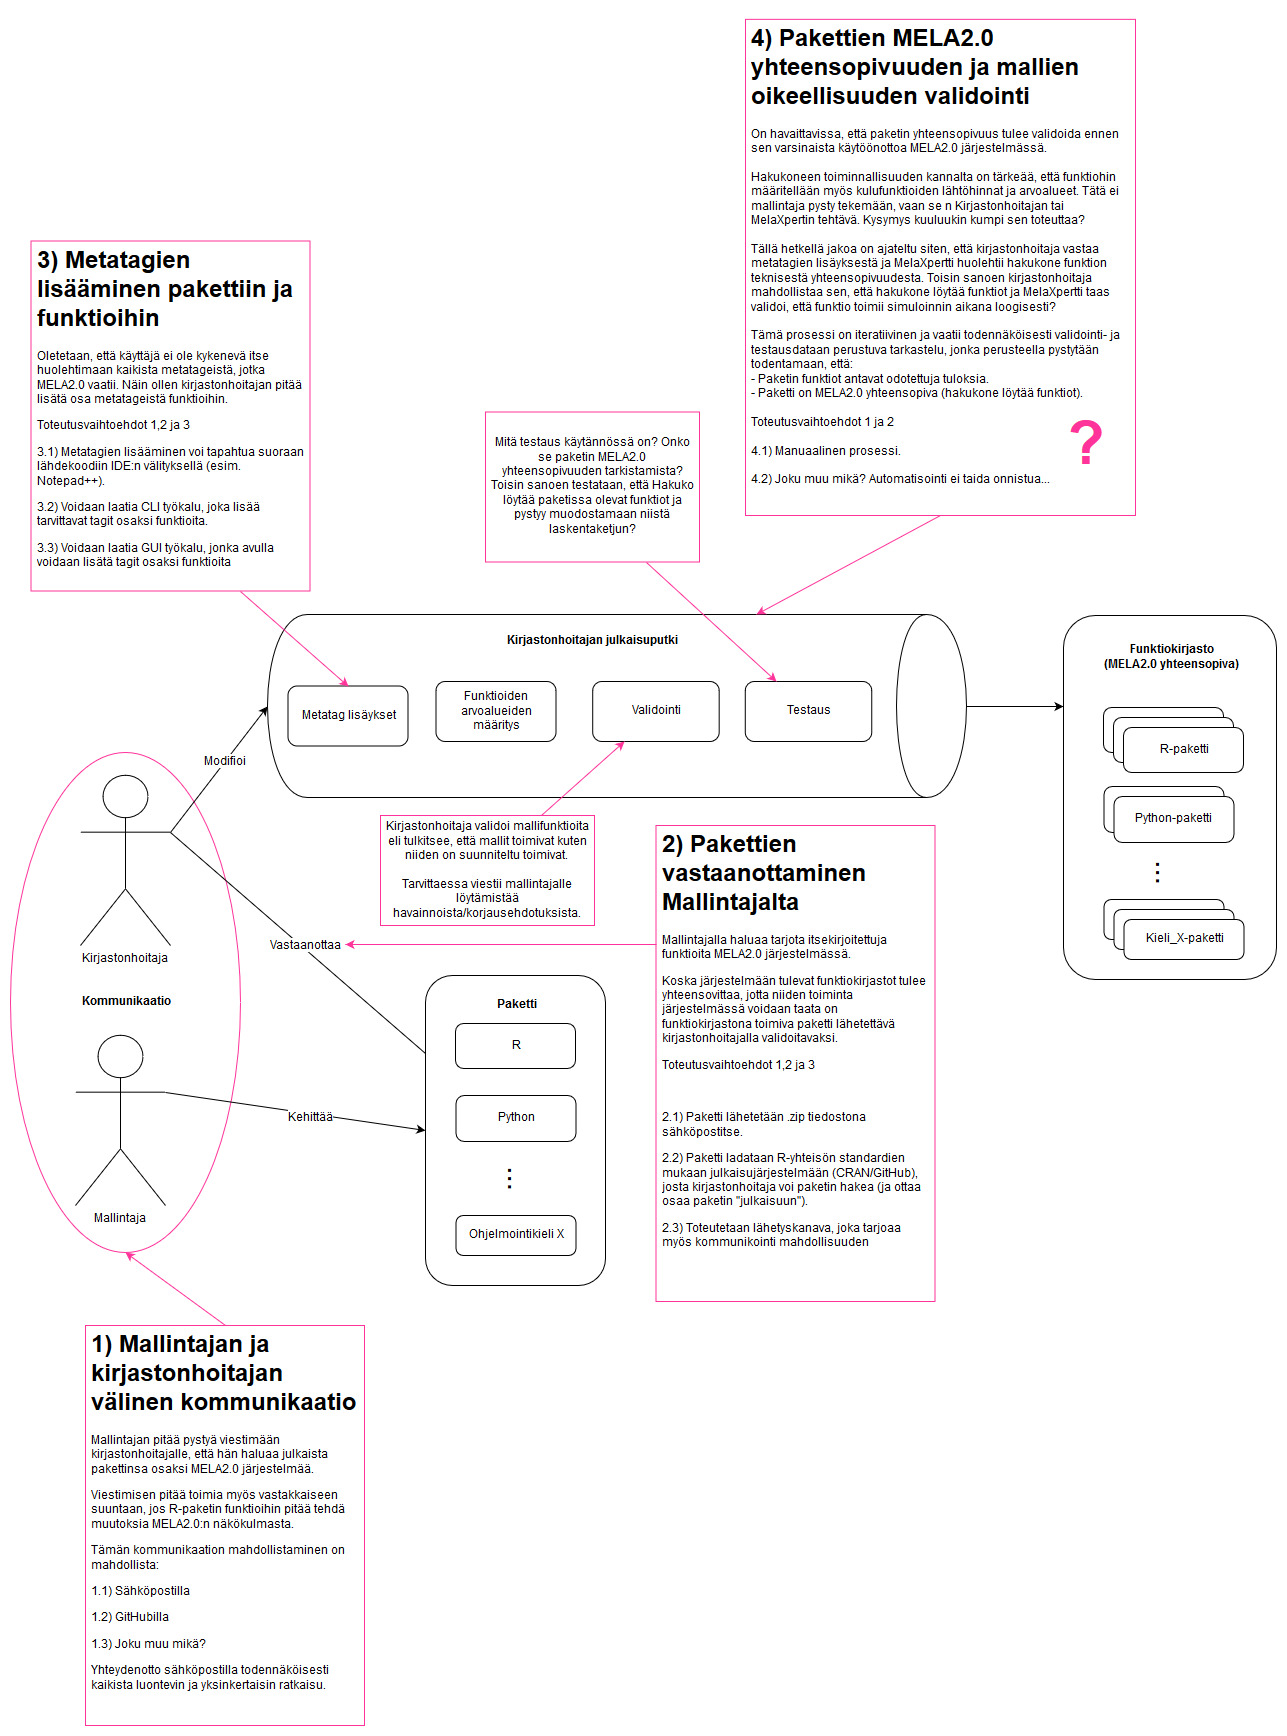 4) Pakettien MELA2.0
yhteensopivuuden ja mallien
oikeellisuuden validointi
On havaittavissa, että paketin yhteensopivuus tulee validoida ennen
sen varsinaista käytöönottoa MELA2.0 järjestelmässä.
Hakukoneen toiminnallisuuden kannalta on tärkeää, että funktiohin
määritellään myös kulufunktioiden lähtöhinnat ja arvoalueet. Tätä ei
mallintaja pysty tekemään, vaan se n Kirjastonhoitajan tai
MelaXpertin tehtävä. Kysymys kuuluukin kumpi sen toteuttaa?
Tällä hetkellä jakoa on ajateltu siten, että kirjastonhoitaja vastaa
metatagien lisäyksestä ja MelaXpertti huolehtii hakukone funktion
teknisestä yhteensopivuudesta. Toisin sanoen kirjastonhoitaja
mahdollistaa sen, että hakukone löytää funktiot ja MelaXpertti taas
validoi, että funktio toimii simuloinnin aikana loogisesti?
Tämä prosessi on iteratiivinen ja vaatii todennäköisesti validointi- ja
testausdataan perustuva tarkastelu, jonka perusteella pystytään
todentamaan, että:
- Paketin funktiot antavat odotettuja tuloksia.
- Paketti on MELA2.0 yhteensopiva (hakukone löytää funktiot).
Toteutusvaihtoehdot 1 ja 2
4.1) Manuaalinen prosessi.
4.2) Joku muu mikä? Automatisointi ei taida onnistua...
?
3) Metatagien
lisääminen pakettiin ja
funktioihin
Oletetaan, että käyttäjä ei ole kykenevä itse
huolehtimaan kaikista metatageistä, jotka
MELA2.0 vaatii. Näin ollen kirjastonhoitajan pitää
lisätä osa metatageistä funktioihin.
Toteutusvaihtoehdot 1,2 ja 3
3.1) Metatagien lisääminen voi tapahtua suoraan
lähdekoodiin IDE:n välityksellä (esim.
Notepad++).
3.2) Voidaan laatia CLI työkalu, joka lisää
tarvittavat tagit osaksi funktioita.
3.3) Voidaan laatia GUI työkalu, jonka avulla
voidaan lisätä tagit osaksi funktioita
Mitä testaus käytännössä on? Onko
se paketin MELA2.0
yhteensopivuuden tarkistamista?
Toisin sanoen testataan, että Hakuko
löytää paketissa olevat funktiot ja
pystyy muodostamaan niistä
laskentaketjun?
Kirjastonhoitajan julkaisuputki
Metatag lisäykset
Funktioiden
arvoalueiden
määritys
Validointi
Testaus
Funktiokirjasto
(MELA2.0 yhteensopiva)
R-paketti
Python-paketti
Kieli_X-paketti
Modifioi
Kirjastonhoitaja validoi mallifunktioita
eli tulkitsee, että mallit toimivat kuten
niiden on suunniteltu toimivat.
Tarvittaessa viestii mallintajalle
löytämistää
havainnoista/korjausehdotuksista.
Kirjastonhoitaja
Kommunikaatio
Mallintaja
Vastaanottaa
Kehittää
Paketti
R
Python
Ohjelmointikieli X
2) Pakettien
vastaanottaminen
Mallintajalta
Mallintajalla haluaa tarjota itsekirjoitettuja
funktioita MELA2.0 järjestelmässä.
Koska järjestelmään tulevat funktiokirjastot tulee
yhteensovittaa, jotta niiden toiminta
järjestelmässä voidaan taata on
funktiokirjastona toimiva paketti lähetettävä
kirjastonhoitajalla validoitavaksi.
Toteutusvaihtoehdot 1,2 ja 3
2.1) Paketti lähetetään .zip tiedostona
sähköpostitse.
2.2) Paketti ladataan R-yhteisön standardien
mukaan julkaisujärjestelmään (CRAN/GitHub),
josta kirjastonhoitaja voi paketin hakea (ja ottaa
osaa paketin "julkaisuun").
2.3) Toteutetaan lähetyskanava, joka tarjoaa
myös kommunikointi mahdollisuuden
1) Mallintajan ja
kirjastonhoitajan
välinen kommunikaatio
Mallintajan pitää pystyä viestimään
kirjastonhoitajalle, että hän haluaa julkaista
pakettinsa osaksi MELA2.0 järjestelmää.
Viestimisen pitää toimia myös vastakkaiseen
suuntaan, jos R-paketin funktioihin pitää tehdä
muutoksia MELA2.0:n näkökulmasta.
Tämän kommunikaation mahdollistaminen on
mahdollista:
1.1) Sähköpostilla
1.2) GitHubilla
1.3) Joku muu mikä?
Yhteydenotto sähköpostilla todennäköisesti
kaikista luontevin ja yksinkertaisin ratkaisu.